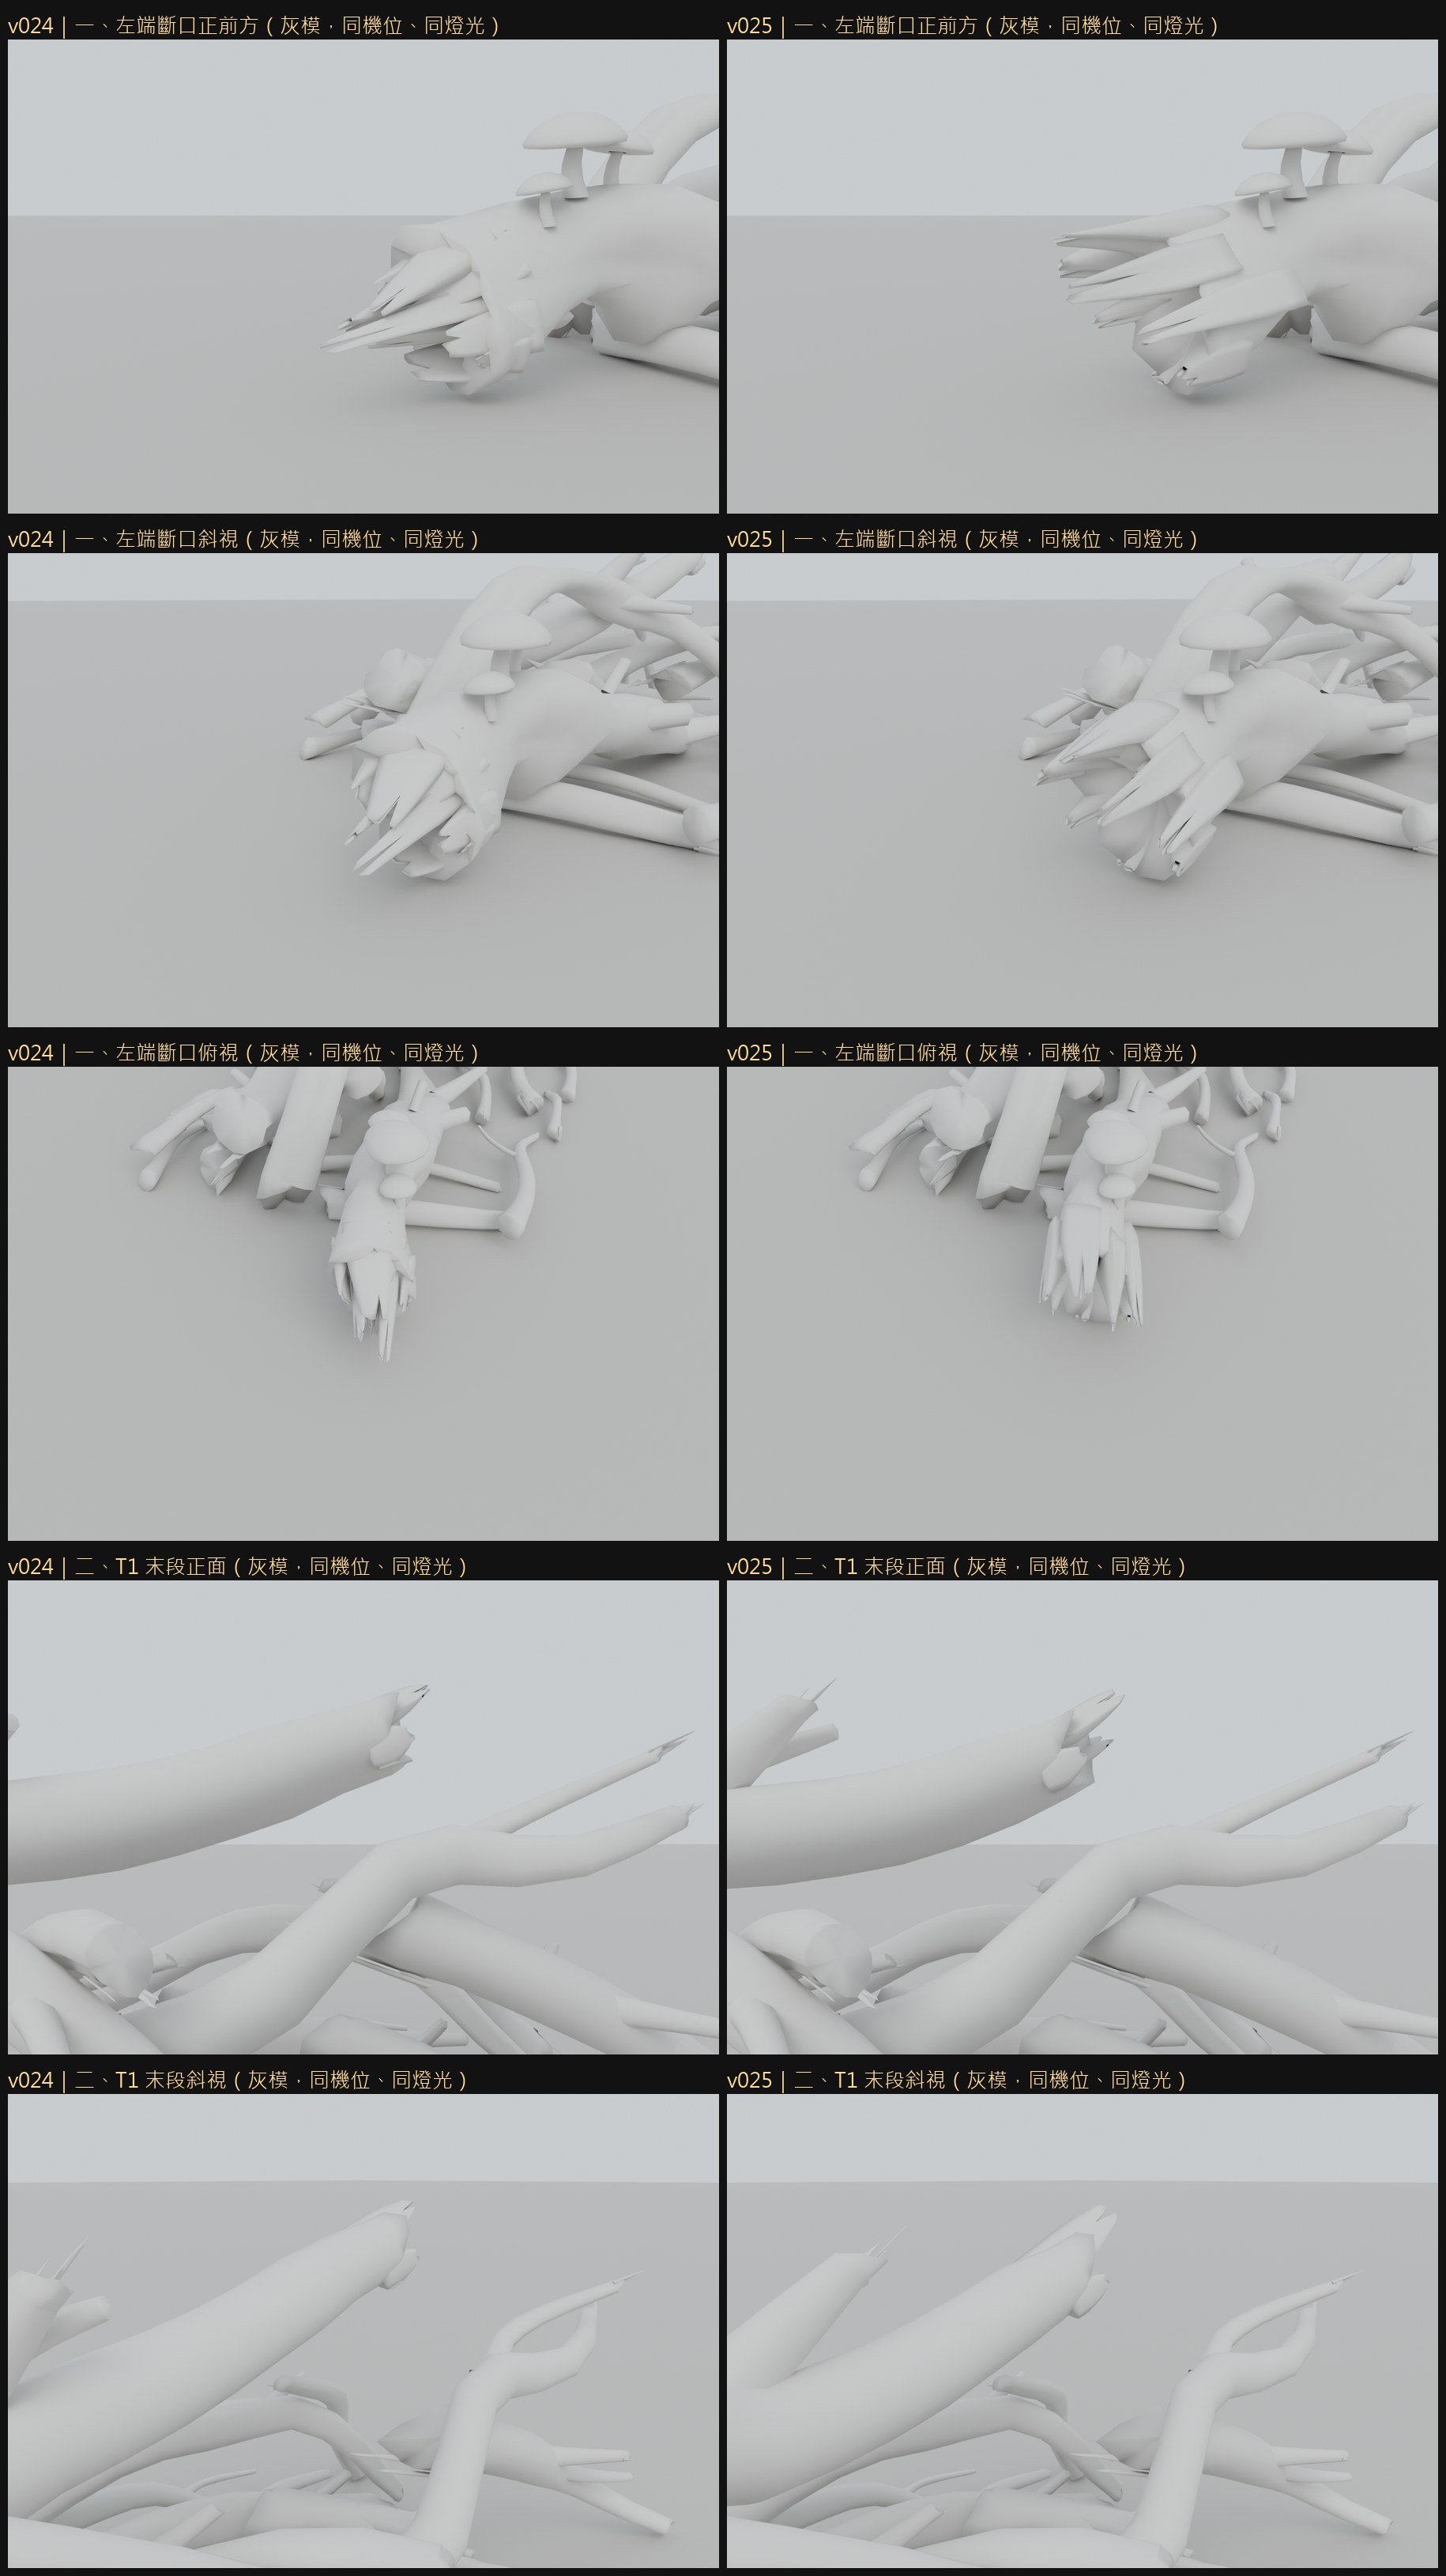 v024｜一、左端斷口正前方（灰模，同機位、同燈光）
v025｜一、左端斷口正前方（灰模，同機位、同燈光）
v024｜一、左端斷口斜視（灰模，同機位、同燈光）
v025｜一、左端斷口斜視（灰模，同機位、同燈光）
v024｜一、左端斷口俯視（灰模，同機位、同燈光）
v025｜一、左端斷口俯視（灰模，同機位、同燈光）
v024｜二、T1 末段正面（灰模，同機位、同燈光）
v025｜二、T1 末段正面（灰模，同機位、同燈光）
v024｜二、T1 末段斜視（灰模，同機位、同燈光）
v025｜二、T1 末段斜視（灰模，同機位、同燈光）